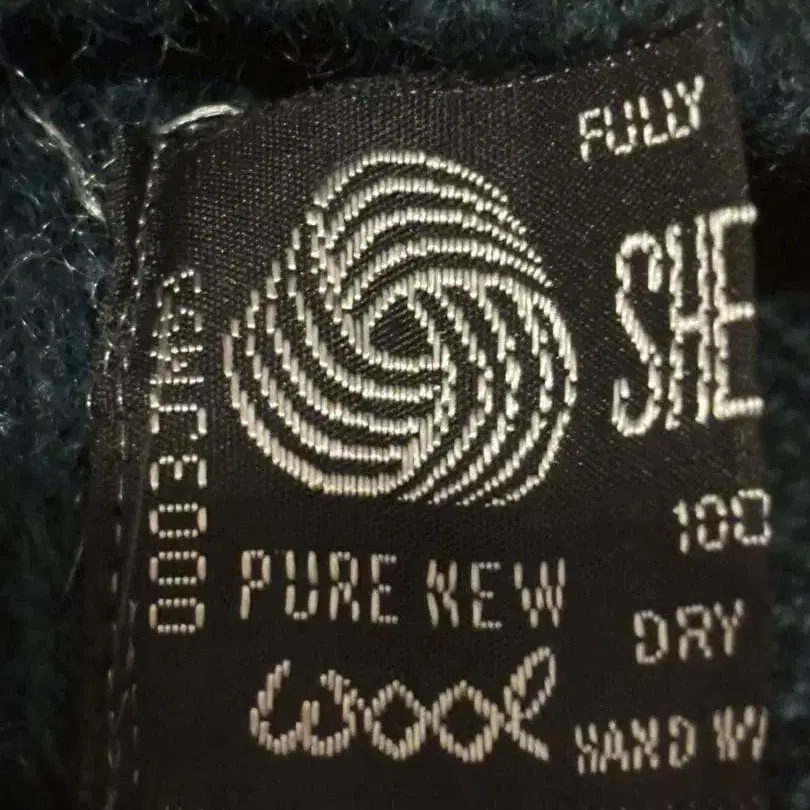 FULLY
SHE
100
PURE NEW
wool
DRY
HAND W